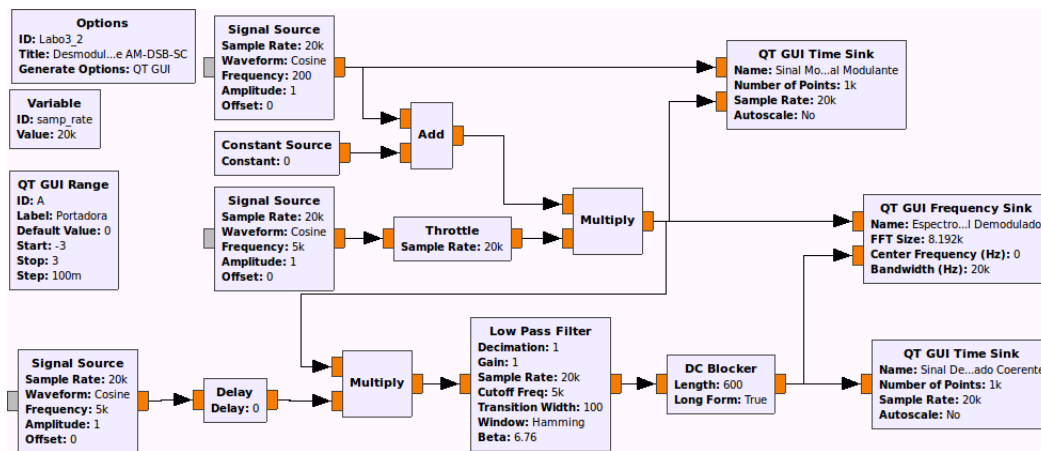 Options
ID: Labo3_2
Title: Desmodul...e AM-DSB-SC
Generate Options: QT GUI
Variable
ID: samp_rate
Value: 20k
QT GUI Range
ID: A
Label: Portadora
Default Value: 0
Start: -3
Stop: 3
Step: 100m
Signal Source
Sample Rate: 20k
Waveform: Cosine
Frequency: 200
Amplitude: 1
Offset: 0
Constant Source
Constant: 0
Add
Signal Source
Sample Rate: 20k
Waveform: Cosine
Frequency: 5k
Amplitude: 1
Offset: 0
Throttle
Sample Rate: 20k
Multiply
QT GUI Time Sink
Name: Sinal Mo...al Modulante
Number of Points: 1k
Sample Rate: 20k
Autoscale: No
QT GUI Frequency Sink
Name: Espectro...l Demodulado
FFT Size: 8.192k
Center Frequency (Hz): 0
Bandwidth (Hz): 20k
Signal Source
Sample Rate: 20k
Waveform: Cosine
Frequency: 5k
Amplitude: 1
Offset: 0
Delay
Delay: 0
Multiply
Low Pass Filter
Decimation: 1
Gain: 1
Sample Rate: 20k
Cutoff Freq: 5k
Transition Width: 100
Window: Hamming
Beta: 6.76
DC Blocker
Length: 600
Long Form: True
QT GUI Time Sink
Name: Sinal De...ado Coerente
Number of Points: 1k
Sample Rate: 20k
Autoscale: No